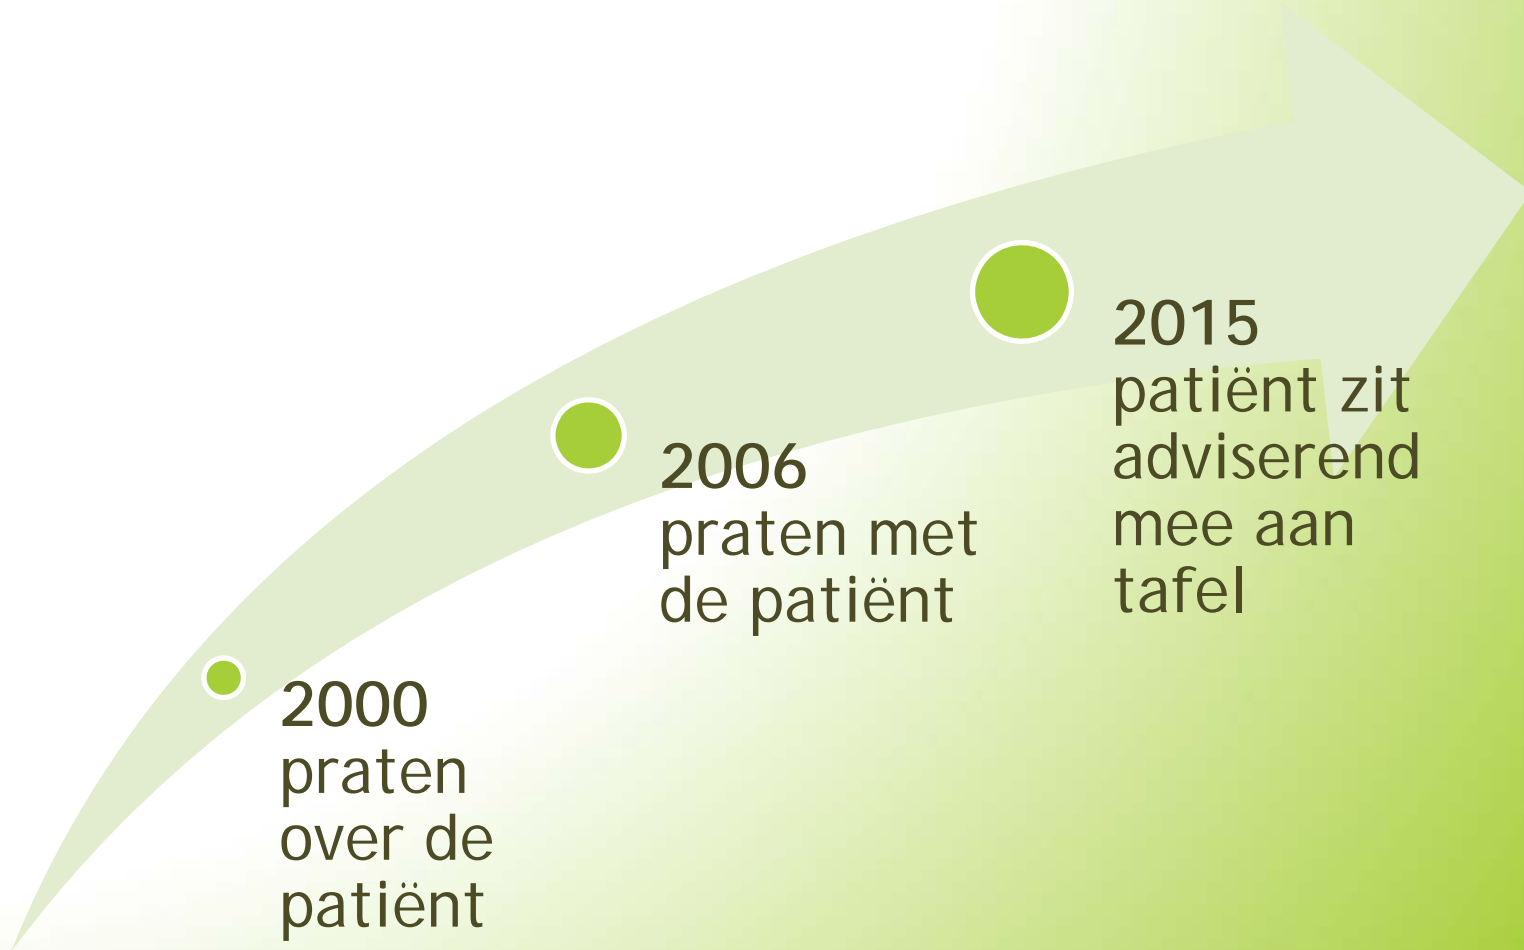 2000
praten
over de
patiënt
2006
praten met
de patiënt
2015
patiënt zit
adviserend
mee aan
tafel